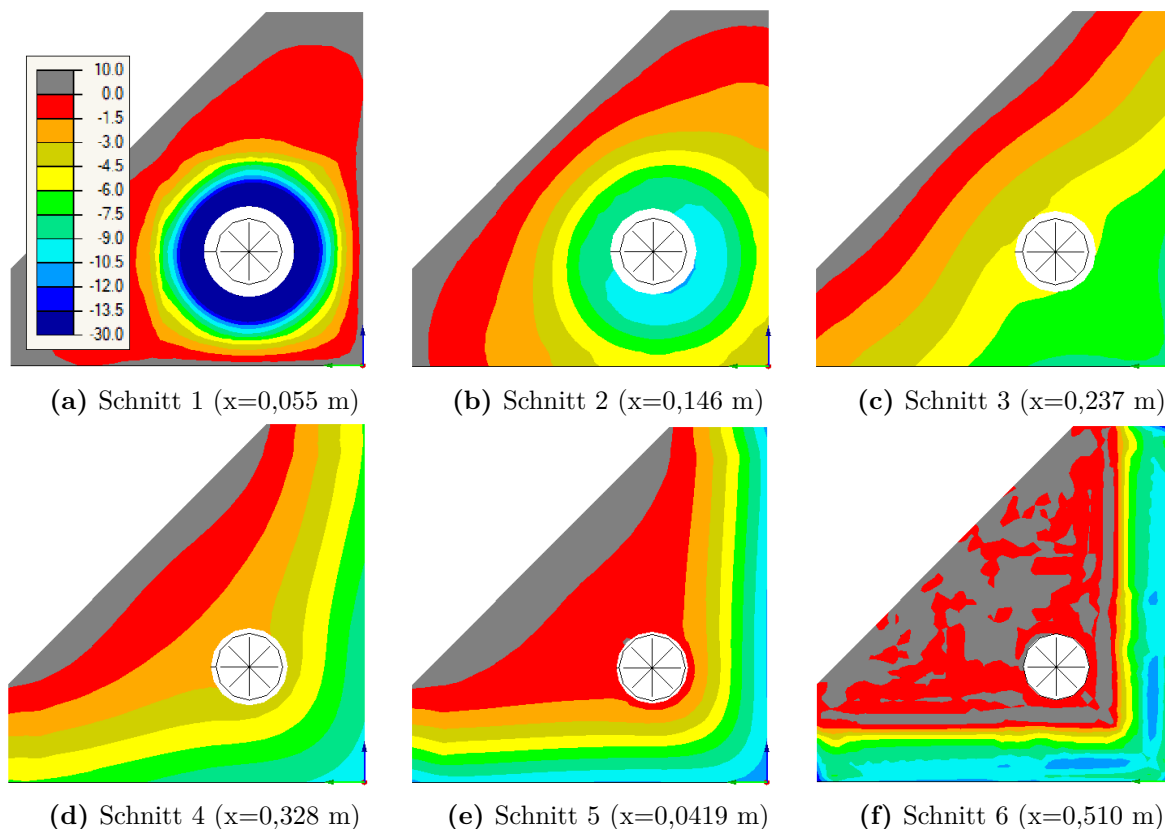 10.0
0.0
-1.5
-3.0
-4.5
-6.0
-7.5
-9.0
-10.5
-12.0
-13.5
-30.0
(a) Schnitt 1 (x=0,055 m)
(b) Schnitt 2 (x=0,146 m)
(c) Schnitt 3 (x=0,237 m)
(d) Schnitt 4 (x=0,328 m)
(e) Schnitt 5 (x=0,0419 m)
(f) Schnitt 6 (x=0,510 m)